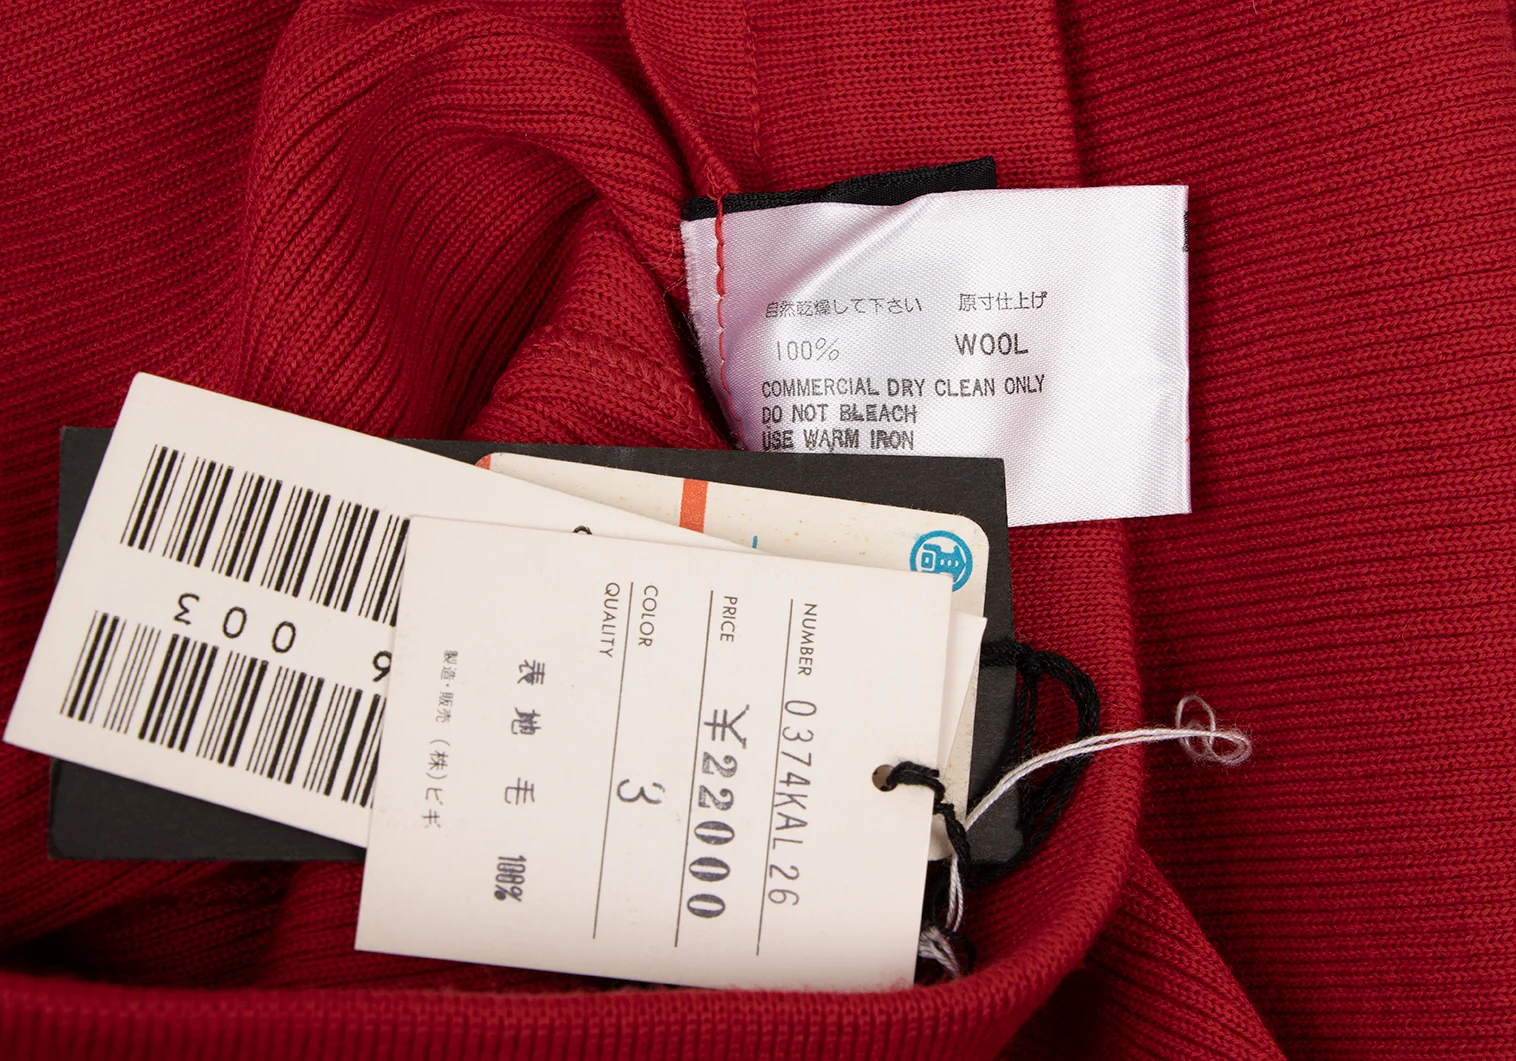 自然乾燥して下さい 原寸仕上げ
100% WOOL
COMMERCIAL DRY CLEAN ONLY
DO NOT BLEACH
USE WARM IRON
NUMBER 0374KAL26
PRICE ¥22000
COLOR 3
QUALITY
表地 毛 100%
製造・販売 (株)ビギ
003